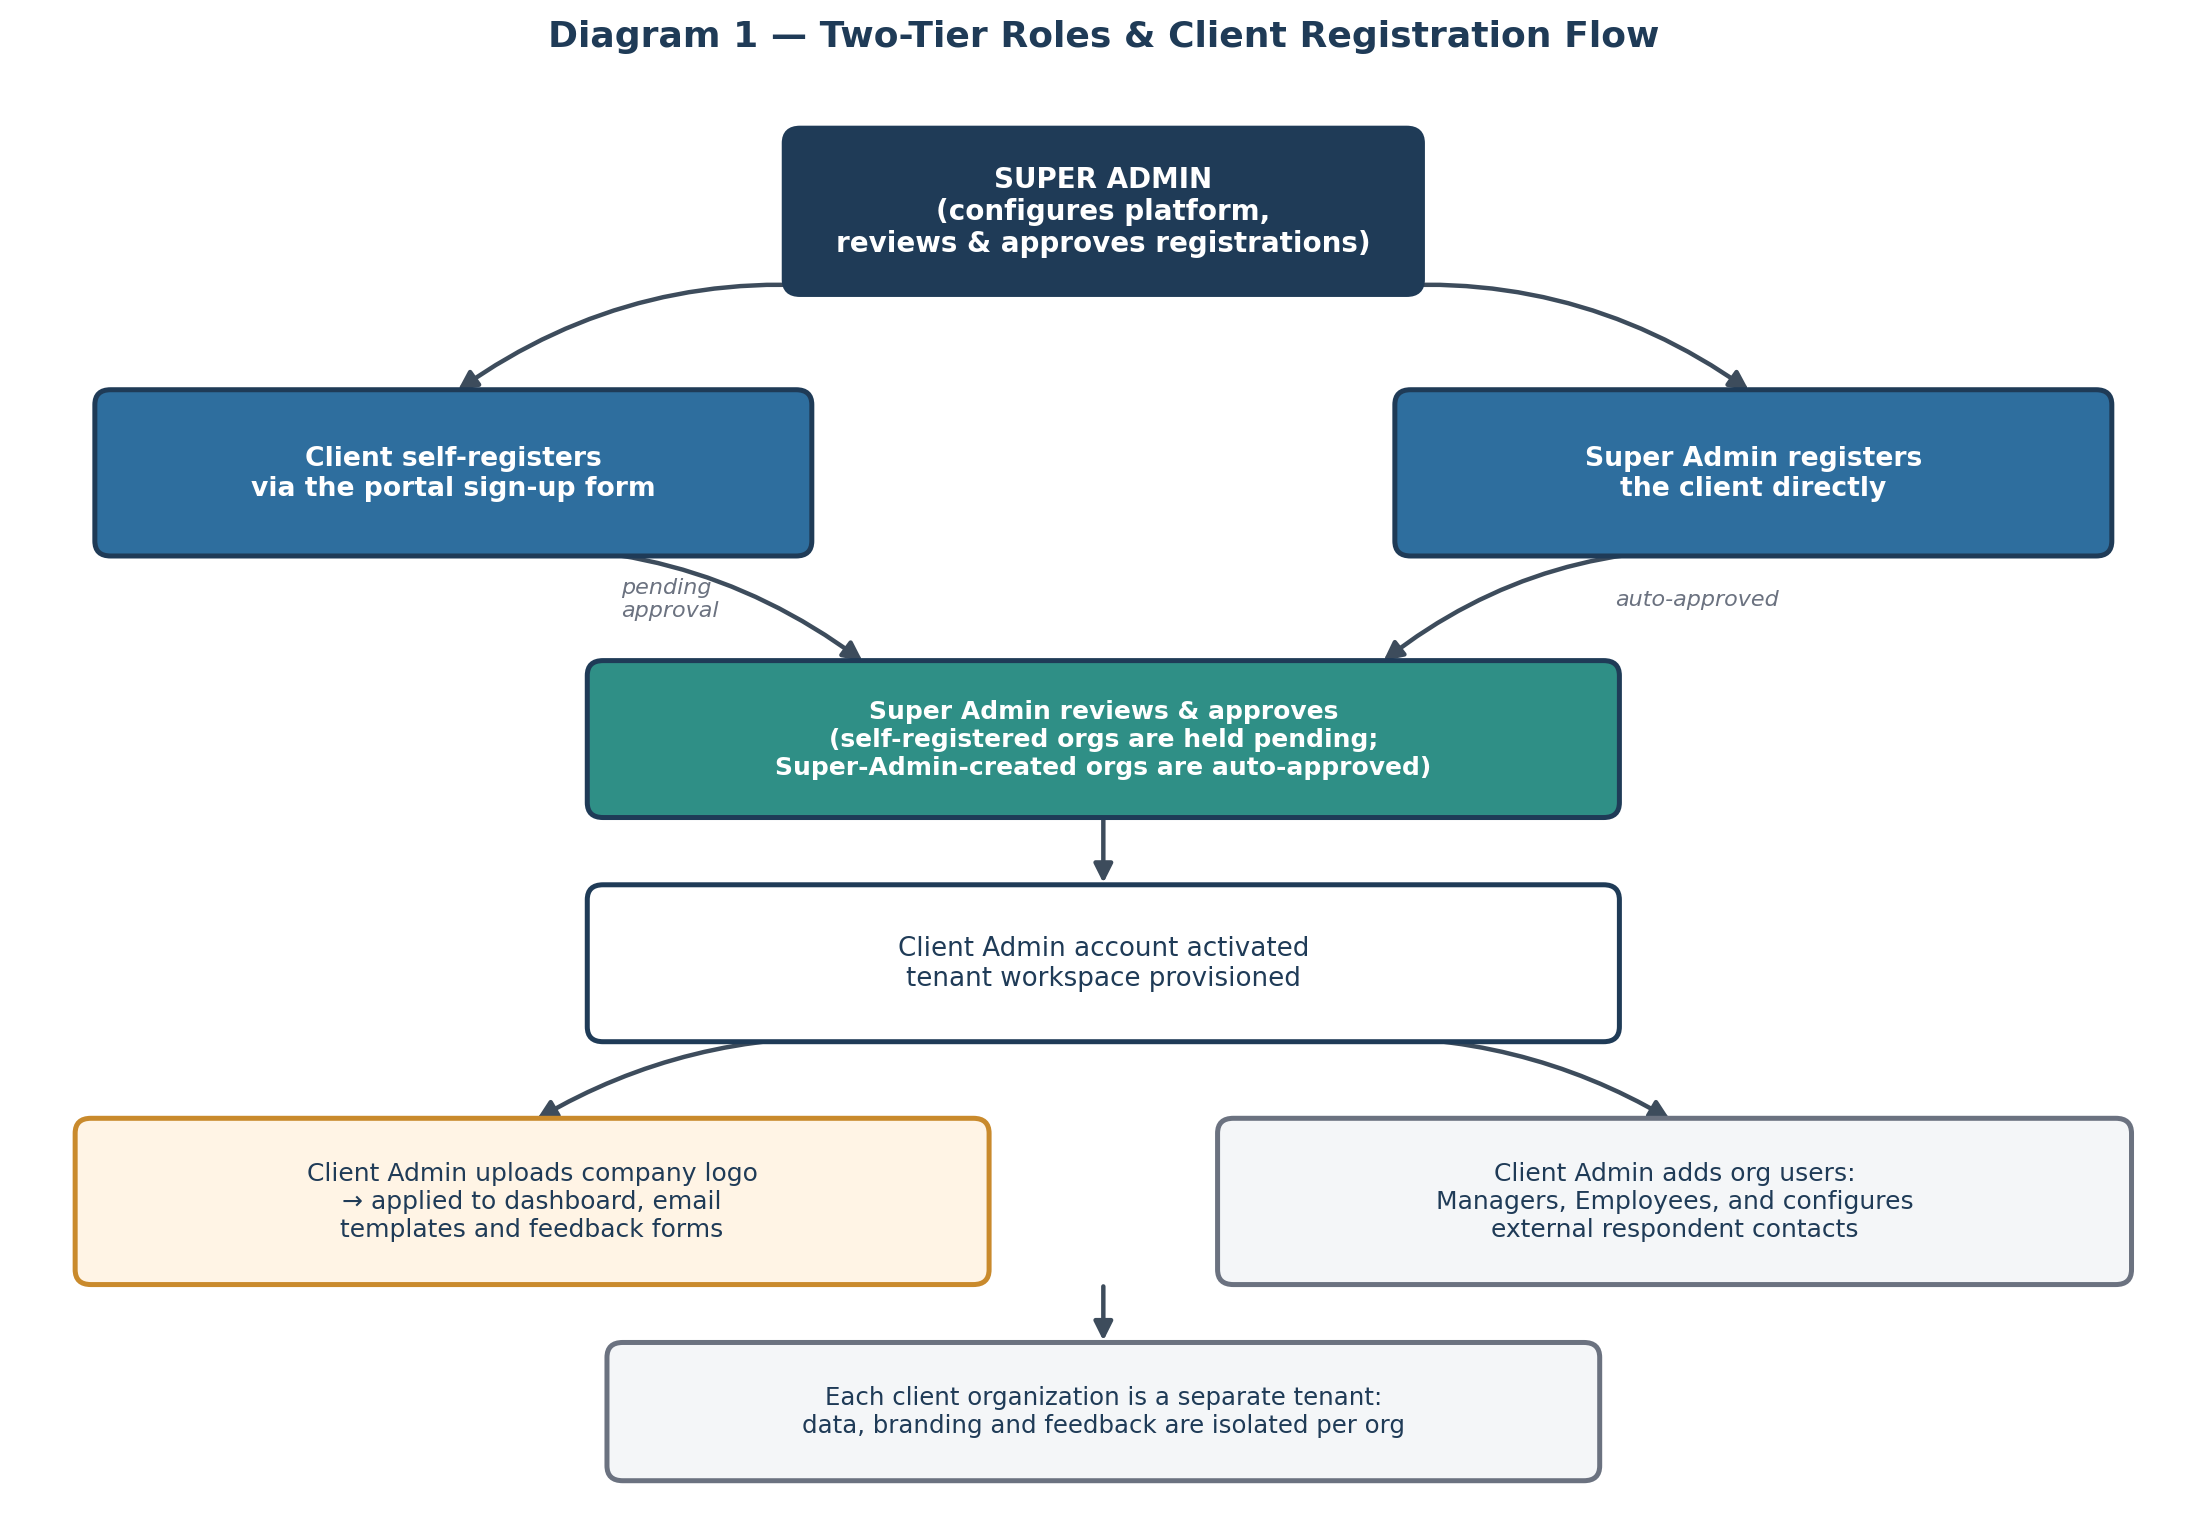 Diagram 1 — Two-Tier Roles & Client Registration Flow
SUPER ADMIN
(configures platform,
reviews & approves registrations)
Client self-registers
via the portal sign-up form
Super Admin registers
the client directly
pending
approval
auto-approved
Super Admin reviews & approves
(self-registered orgs are held pending;
Super-Admin-created orgs are auto-approved)
Client Admin account activated
tenant workspace provisioned
Client Admin uploads company logo
→ applied to dashboard, email
templates and feedback forms
Client Admin adds org users:
Managers, Employees, and configures
external respondent contacts
Each client organization is a separate tenant:
data, branding and feedback are isolated per org